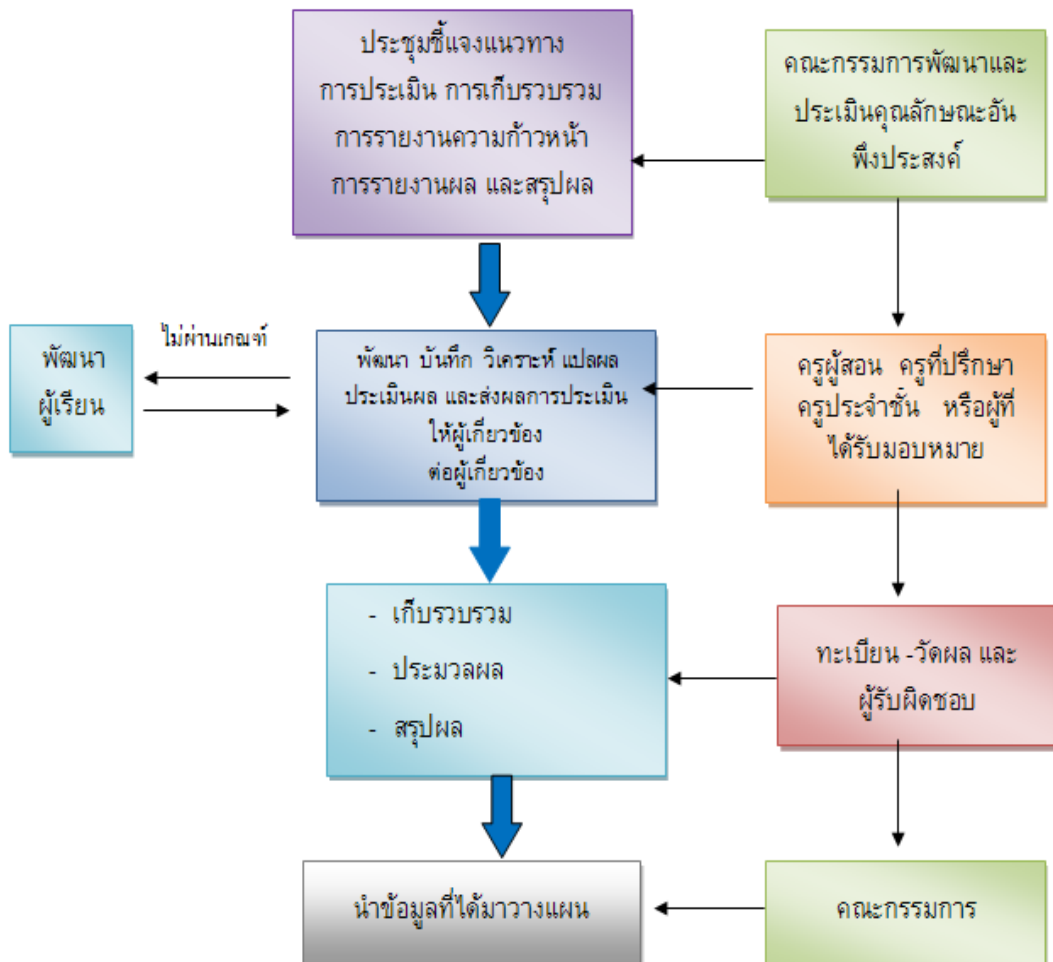 ประชุมชี้แจงแนวทาง
การประเมิน การเก็บรวบรวม
การรายงานความก้าวหน้า
การรายงานผล และสรุปผล
คณะกรรมการพัฒนาและ
ประเมินคุณลักษณะอัน
พึงประสงค์
พัฒนา
ผู้เรียน
ไม่ผ่านเกณฑ์
พัฒนา บันทึก วิเคราะห์ แปลผล
ประเมินผล และส่งผลการประเมิน
ให้ผู้เกี่ยวข้อง
ต่อผู้เกี่ยวข้อง
ครูผู้สอน ครูที่ปรึกษา
ครูประจำชั้น หรือผู้ที่
ได้รับมอบหมาย
- เก็บรวบรวม
- ประมวลผล
- สรุปผล
ทะเบียน -วัดผล และ
ผู้รับผิดชอบ
นำข้อมูลที่ได้มาวางแผน
คณะกรรมการ